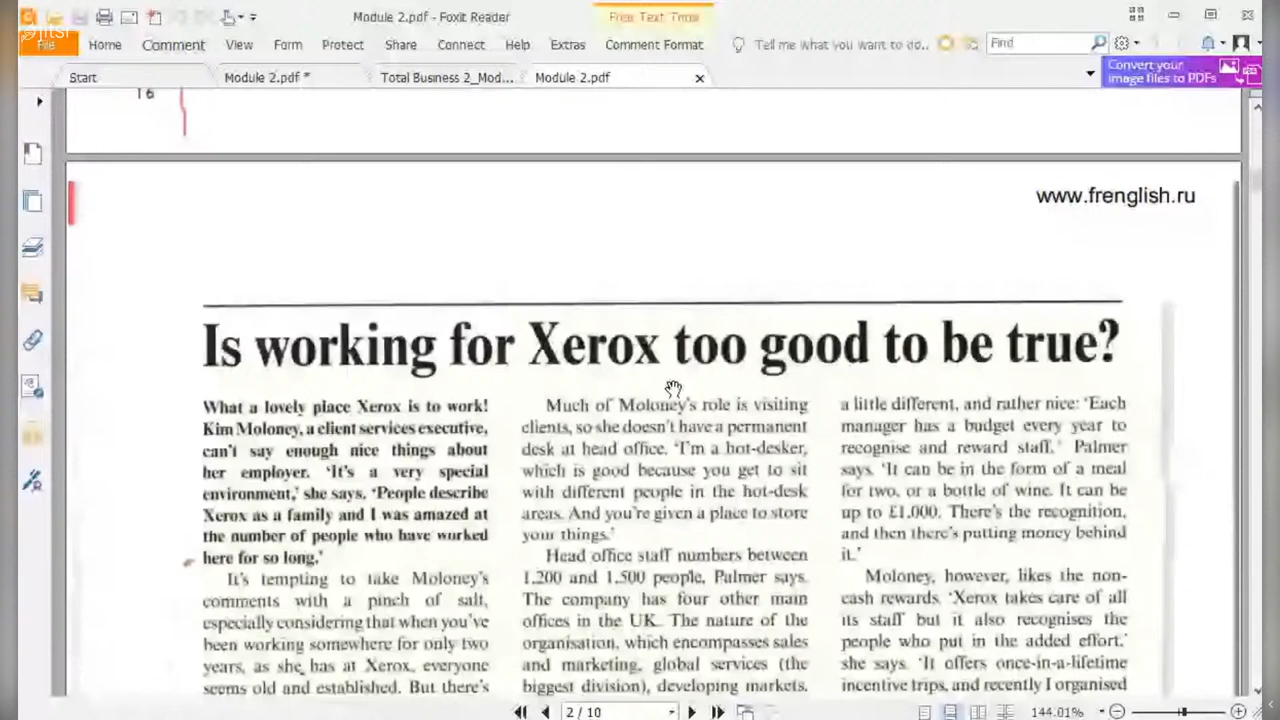 Module 2.pdf - Foxit Reader
Free Text Tools
Jitsi
File
Home
Comment
View
Form
Protect
Share
Connect
Help
Extras
Comment Format
Tell me what you want to do..
Find
Start
Module 2.pdf *
Total Business 2_Mod...
Module 2.pdf
Convert your
image files to PDFs
16
www.frenglish.ru
Is working for Xerox too good to be true?
What a lovely place Xerox is to work!
Kim Moloney, a client services executive,
can't say enough nice things about
her employer. 'It's a very special
environment,' she says. 'People describe
Xerox as a family and I was amazed at
the number of people who have worked
here for so long.'
It's tempting to take Moloney's
comments with a pinch of salt,
especially considering that when you've
been working somewhere for only two
years, as she has at Xerox, everyone
seems old and established. But there's
Much of Moloney's role is visiting
clients, so she doesn't have a permanent
desk at head office. 'I'm a hot-desker,
which is good because you get to sit
with different people in the hot-desk
areas. And you're given a place to store
your things.'
Head office staff numbers between
1,200 and 1,500 people, Palmer says.
The company has four other main
offices in the UK. The nature of the
organisation, which encompasses sales
and marketing, global services (the
biggest division), developing markets,
a little different, and rather nice: 'Each
manager has a budget every year to
recognise and reward staff,' Palmer
says. 'It can be in the form of a meal
for two, or a bottle of wine. It can be
up to £1,000. There's the recognition,
and then there's putting money behind
it.'
Moloney, however, likes the non-
cash rewards. 'Xerox takes care of all
its staff but it also recognises the
people who put in the added effort,'
she says. 'It offers once-in-a-lifetime
incentive trips, and recently I organised
2 / 10
144.01%